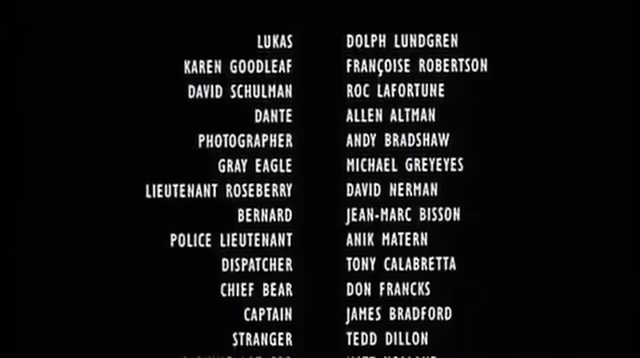 LUKAS DOLPH LUNDGREN
KAREN GOODLEAF FRANÇOISE ROBERTSON
DAVID SCHULMAN ROC LAFORTUNE
DANTE ALLEN ALTMAN
PHOTOGRAPHER ANDY BRADSHAW
GRAY EAGLE MICHAEL GREYEYES
LIEUTENANT ROSEBERRY DAVID NERMAN
BERNARD JEAN-MARC BISSON
POLICE LIEUTENANT ANIK MATERN
DISPATCHER TONY CALABRETTA
CHIEF BEAR DON FRANCKS
CAPTAIN JAMES BRADFORD
STRANGER TEDD DILLON